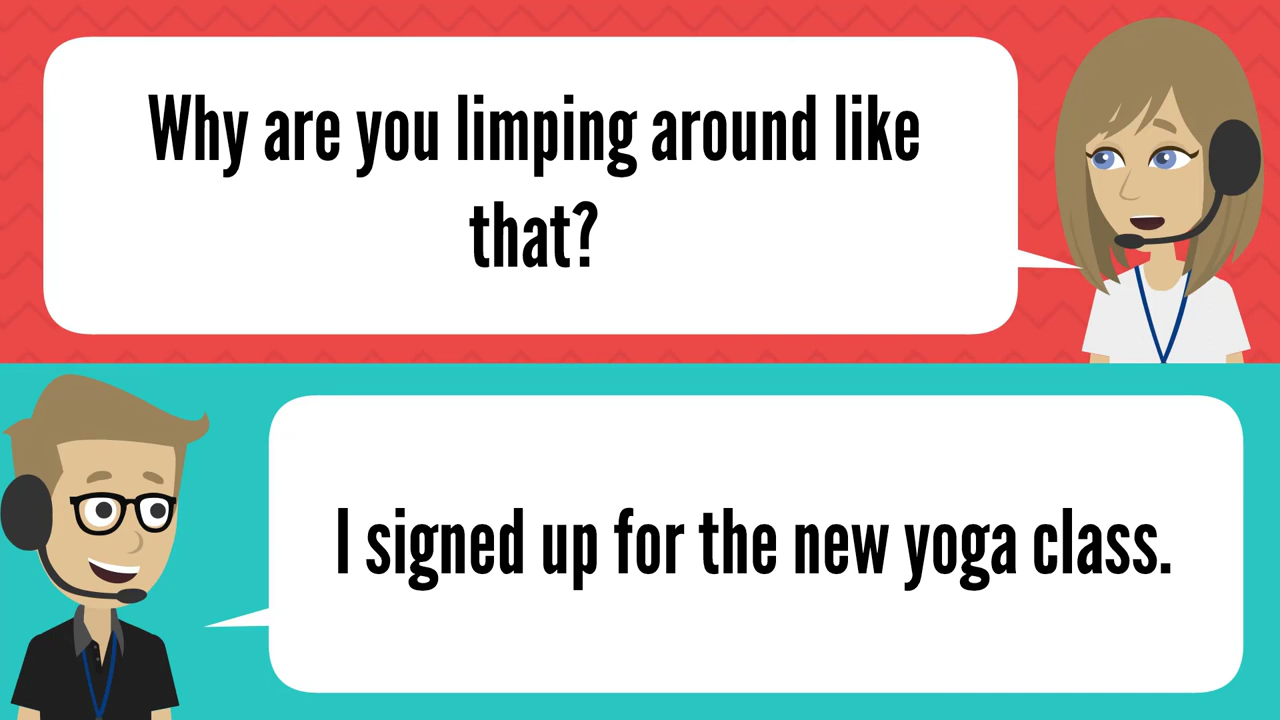 Why are you limping around like
that?
I signed up for the new yoga class.